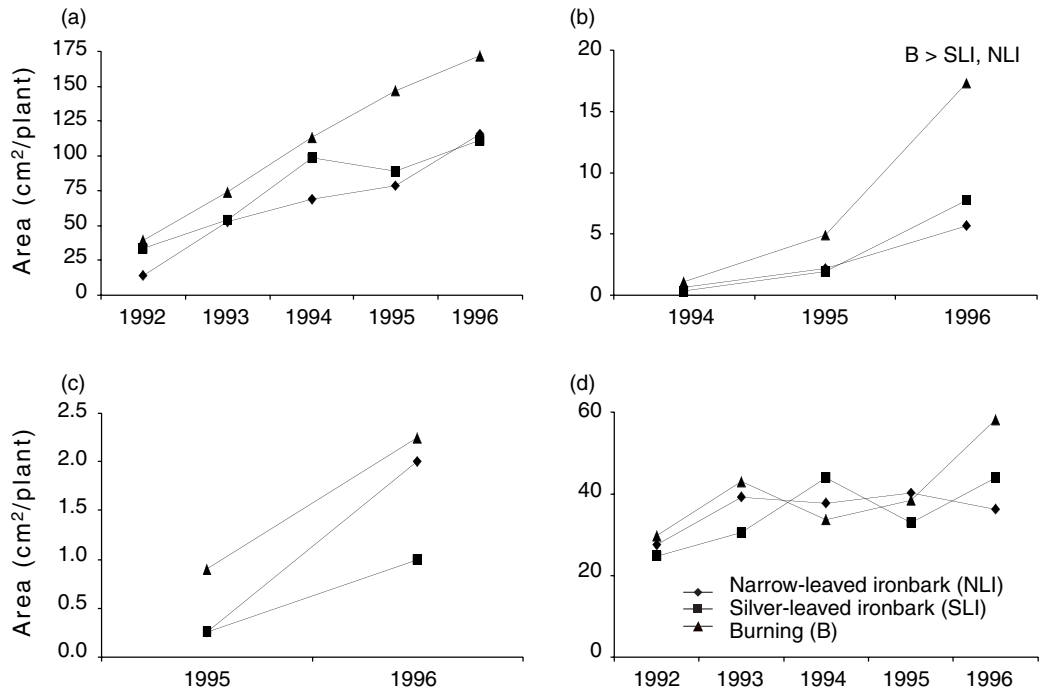 (a)
Area (cm²/plant)
175
150
125
100
75
50
25
0
1992 1993 1994 1995 1996
(b)
B > SLI, NLI
20
15
10
5
0
1994 1995 1996
(c)
Area (cm²/plant)
2.5
2.0
1.5
1.0
0.5
0.0
1995 1996
(d)
60
40
20
0
Narrow-leaved ironbark (NLI)
Silver-leaved ironbark (SLI)
Burning (B)
1992 1993 1994 1995 1996